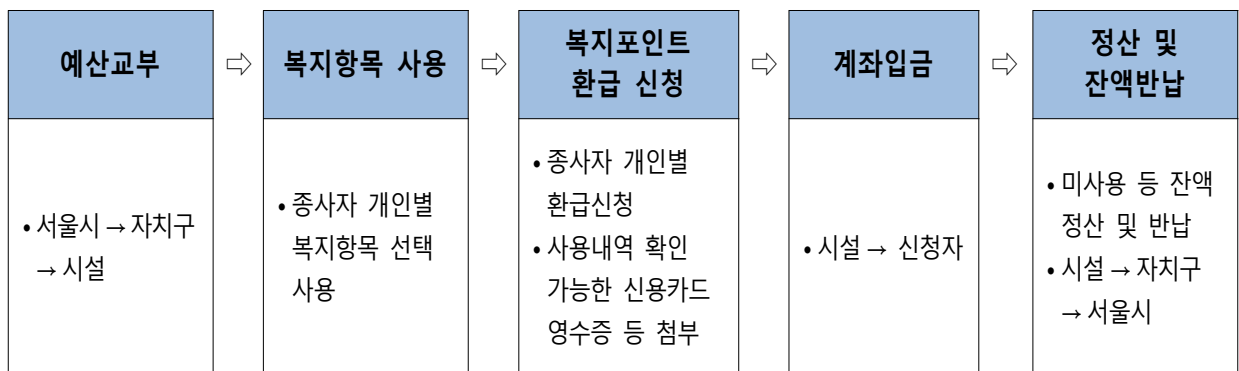 예산교부
⇨
복지항목 사용
⇨
복지포인트
환급 신청
⇨
계좌입금
⇨
정산 및
잔액반납
• 서울시 → 자치구
→ 시설
• 종사자 개인별
복지항목 선택
사용
• 종사자 개인별
환급신청
• 사용내역 확인
가능한 신용카드
영수증 등 첨부
• 시설 → 신청자
• 미사용 등 잔액
정산 및 반납
• 시설 → 자치구
→ 서울시